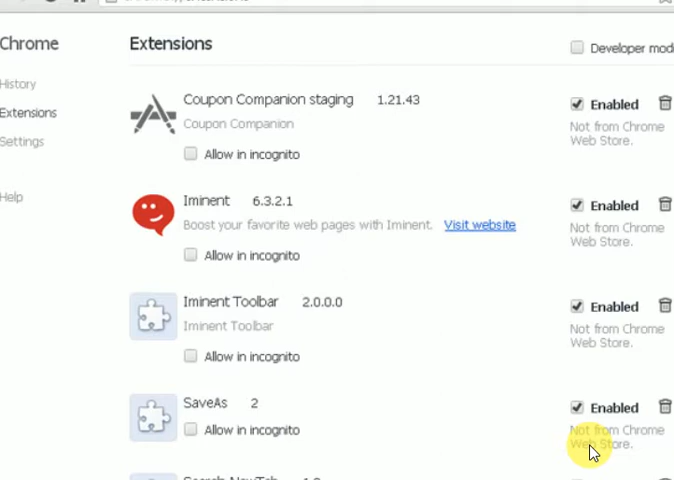 Chrome
Extensions
Developer mod
History
Extensions
Settings
Help
Coupon Companion staging 1.21.43
Coupon Companion
Allow in incognito
Enabled
Not from Chrome
Web Store.
Iminent 6.3.2.1
Boost your favorite web pages with Iminent. Visit website
Allow in incognito
Enabled
Not from Chrome
Web Store.
Iminent Toolbar 2.0.0.0
Iminent Toolbar
Allow in incognito
Enabled
Not from Chrome
Web Store.
SaveAs 2
Allow in incognito
Enabled
Not from Chrome
Web Store.
Search NewTab